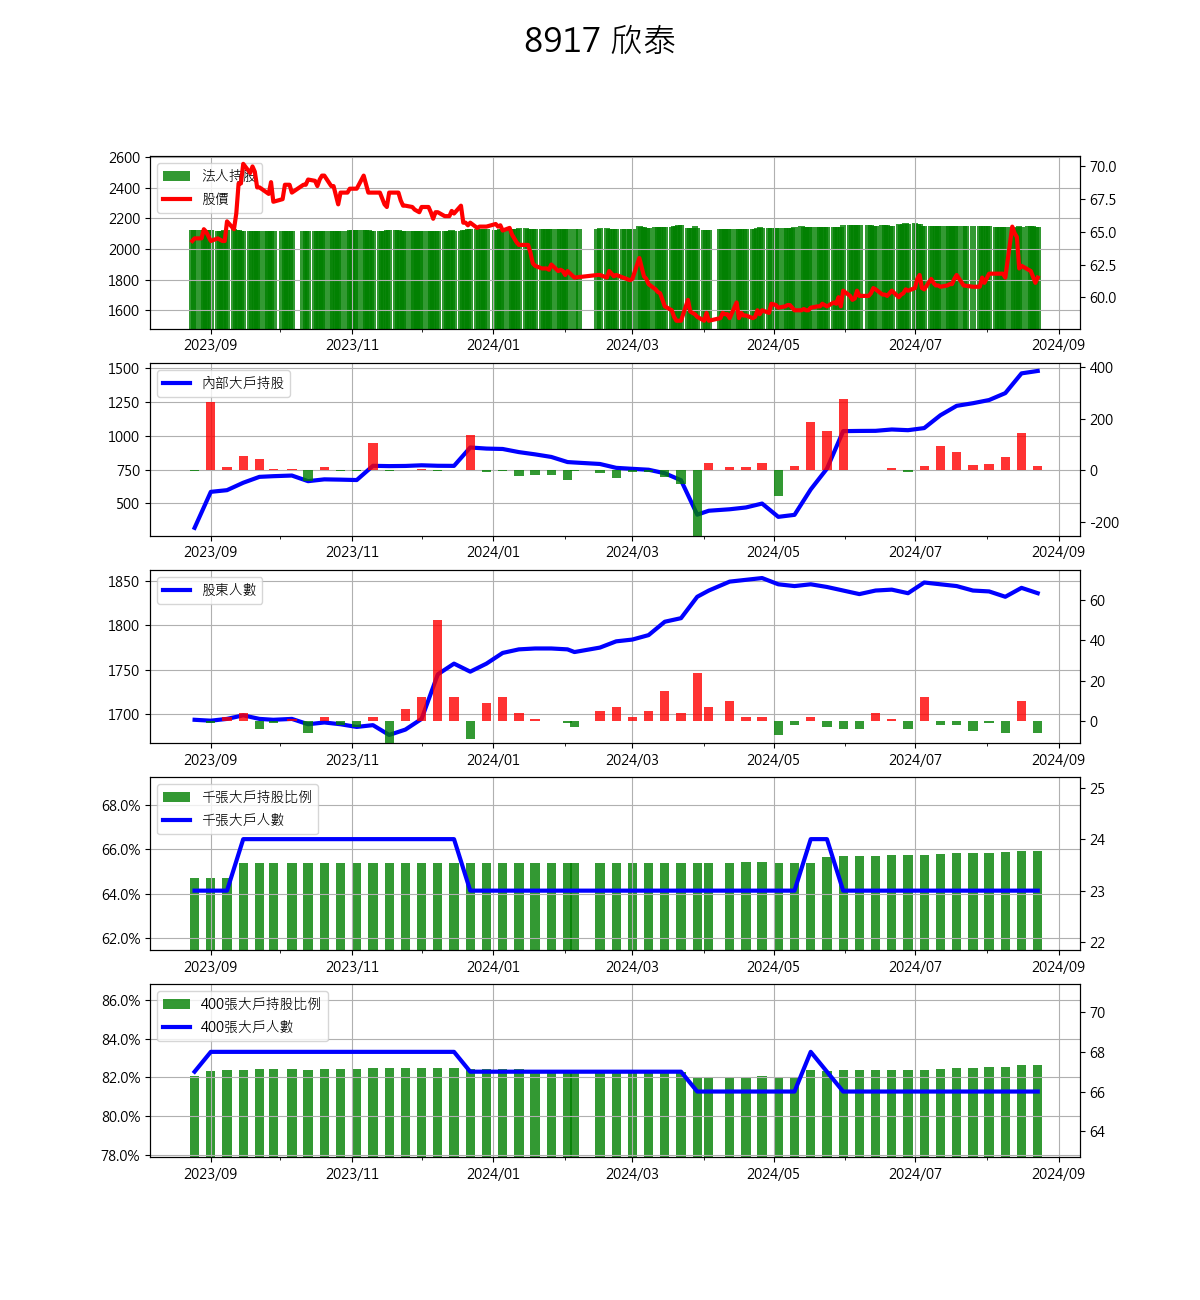 8917 欣泰
2600 法人持股 70.0
2400 股價 67.5
2200 65.0
2000 62.5
1800 60.0
1600
2023/09 2023/11 2024/01 2024/03 2024/05 2024/07 2024/09
1500 內部大戶持股 400
1250 200
1000 0
750 -200
500
2023/09 2023/11 2024/01 2024/03 2024/05 2024/07 2024/09
1850 股東人數 60
1800 40
1750 20
1700 0
2023/09 2023/11 2024/01 2024/03 2024/05 2024/07 2024/09
68.0% 千張大戶持股比例 25
66.0% 千張大戶人數 24
64.0% 23
62.0% 22
2023/09 2023/11 2024/01 2024/03 2024/05 2024/07 2024/09
86.0% 400張大戶持股比例 70
84.0% 400張大戶人數 68
82.0% 66
80.0% 64
78.0%
2023/09 2023/11 2024/01 2024/03 2024/05 2024/07 2024/09